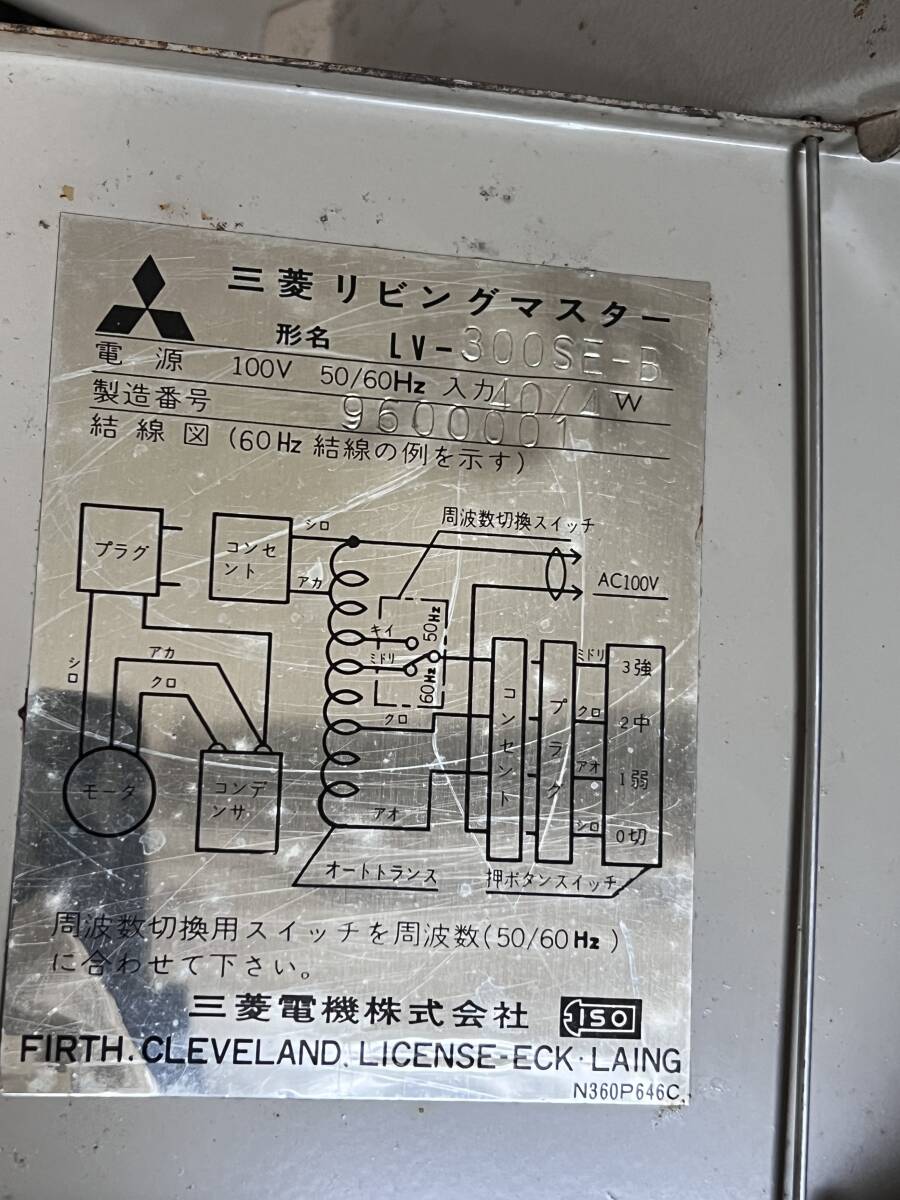 三菱リビングマスター
形名 LV-300SE-B
電源 100V 50/60Hz 入力 40/4 W
製造番号 9600001
結線図(60Hz 結線の例を示す)
周波数切換スイッチ
プラグ
コンセント
シロ
アカ
AC100V
キイ
50Hz
ミドリ
60Hz
クロ
アオ
コンセント
プラグ
ミドリ
クロ
アオ
シロ
3強
2中
1弱
0切
シロ
アカ
クロ
モータ
コンデンサ
オートトランス
押ボタンスイッチ
周波数切換用スイッチを周波数(50/60Hz)
に合わせて下さい。
三菱電機株式会社 ISO
FIRTH.CLEVELAND.LICENSE-ECK·LAING
N360P646C